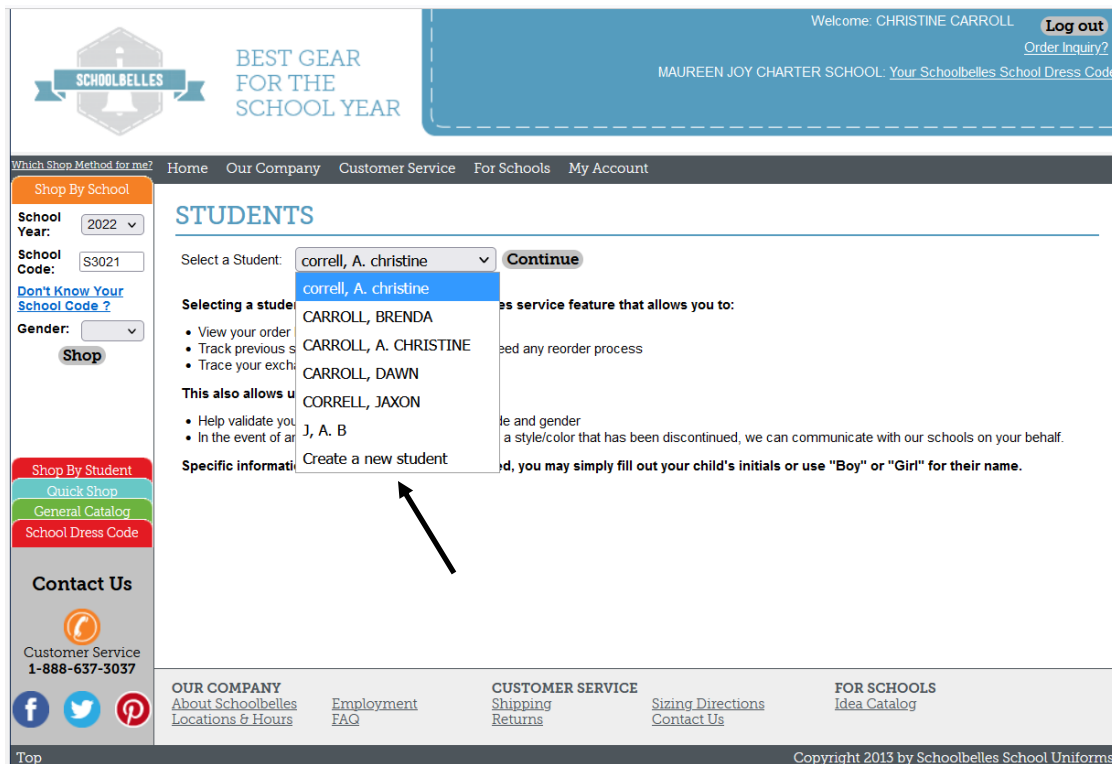 Welcome: CHRISTINE CARROLL Log out
Order Inquiry?
MAUREEN JOY CHARTER SCHOOL: Your Schoolbelles School Dress Code
SCHOOLBELLES
BEST GEAR
FOR THE
SCHOOL YEAR
Which Shop Method for me?
Home Our Company Customer Service For Schools My Account
Shop By School
School Year: 2022
School Code: S3021
Don't Know Your
School Code ?
Gender:
Shop
STUDENTS
Select a Student: correll, A. christine Continue
correll, A. christine
CARROLL, BRENDA
CARROLL, A. CHRISTINE
CARROLL, DAWN
CORRELL, JAXON
J, A. B
Create a new student
Selecting a service feature that allows you to:
• View your order
• Track previous any reorder process
• Trace your
This also allows
• Help validate and gender
• In the event of a style/color that has been discontinued, we can communicate with our schools on your behalf.
Specific you may simply fill out your child's initials or use "Boy" or "Girl" for their name.
Shop By Student
Quick Shop
General Catalog
School Dress Code
Contact Us
Customer Service
1-888-637-3037
OUR COMPANY CUSTOMER SERVICE FOR SCHOOLS
About Schoolbelles Employment Shipping Sizing Directions Idea Catalog
Locations & Hours FAQ Returns Contact Us
Top Copyright 2013 by Schoolbelles School Uniforms